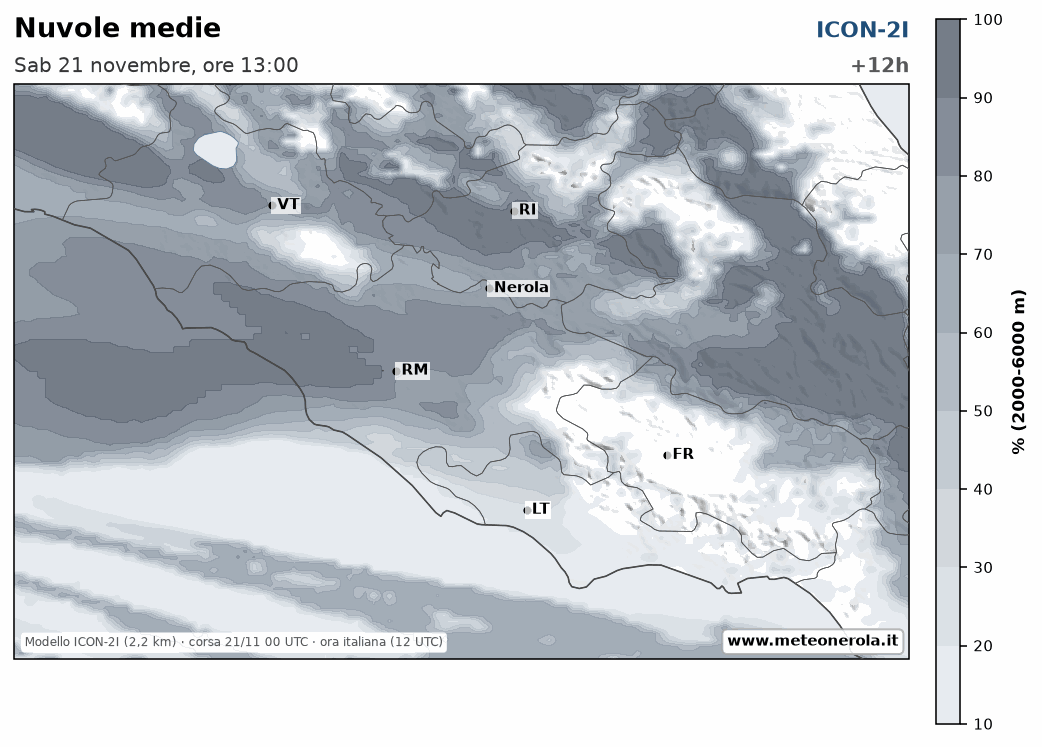 Nuvole medie
ICON-2I
Sab 21 novembre, ore 13:00
+12h
100
90
80
70
60
50
40
30
20
10
% (2000-6000 m)
VT
RI
Nerola
RM
FR
LT
Modello ICON-2I (2,2 km) · corsa 21/11 00 UTC · ora italiana (12 UTC)
www.meteonerola.it